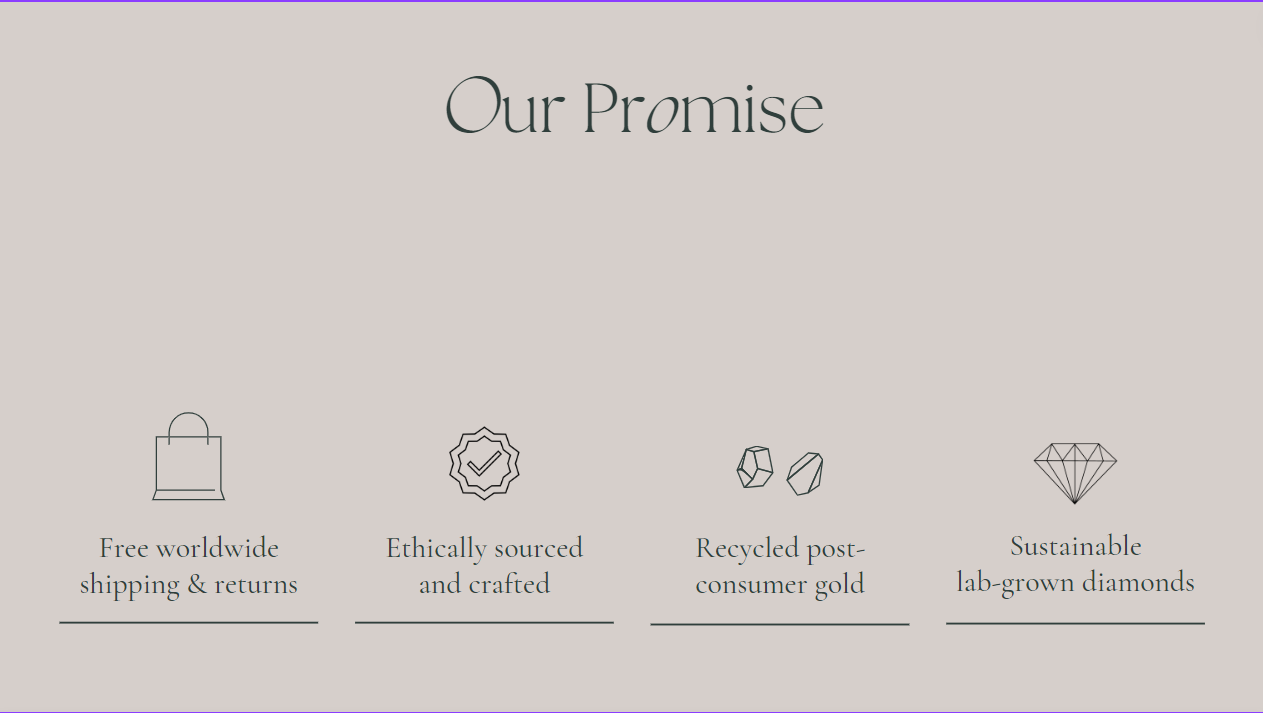 Our Promise
Free worldwide
shipping & returns
Ethically sourced
and crafted
Recycled post-
consumer gold
Sustainable
lab-grown diamonds